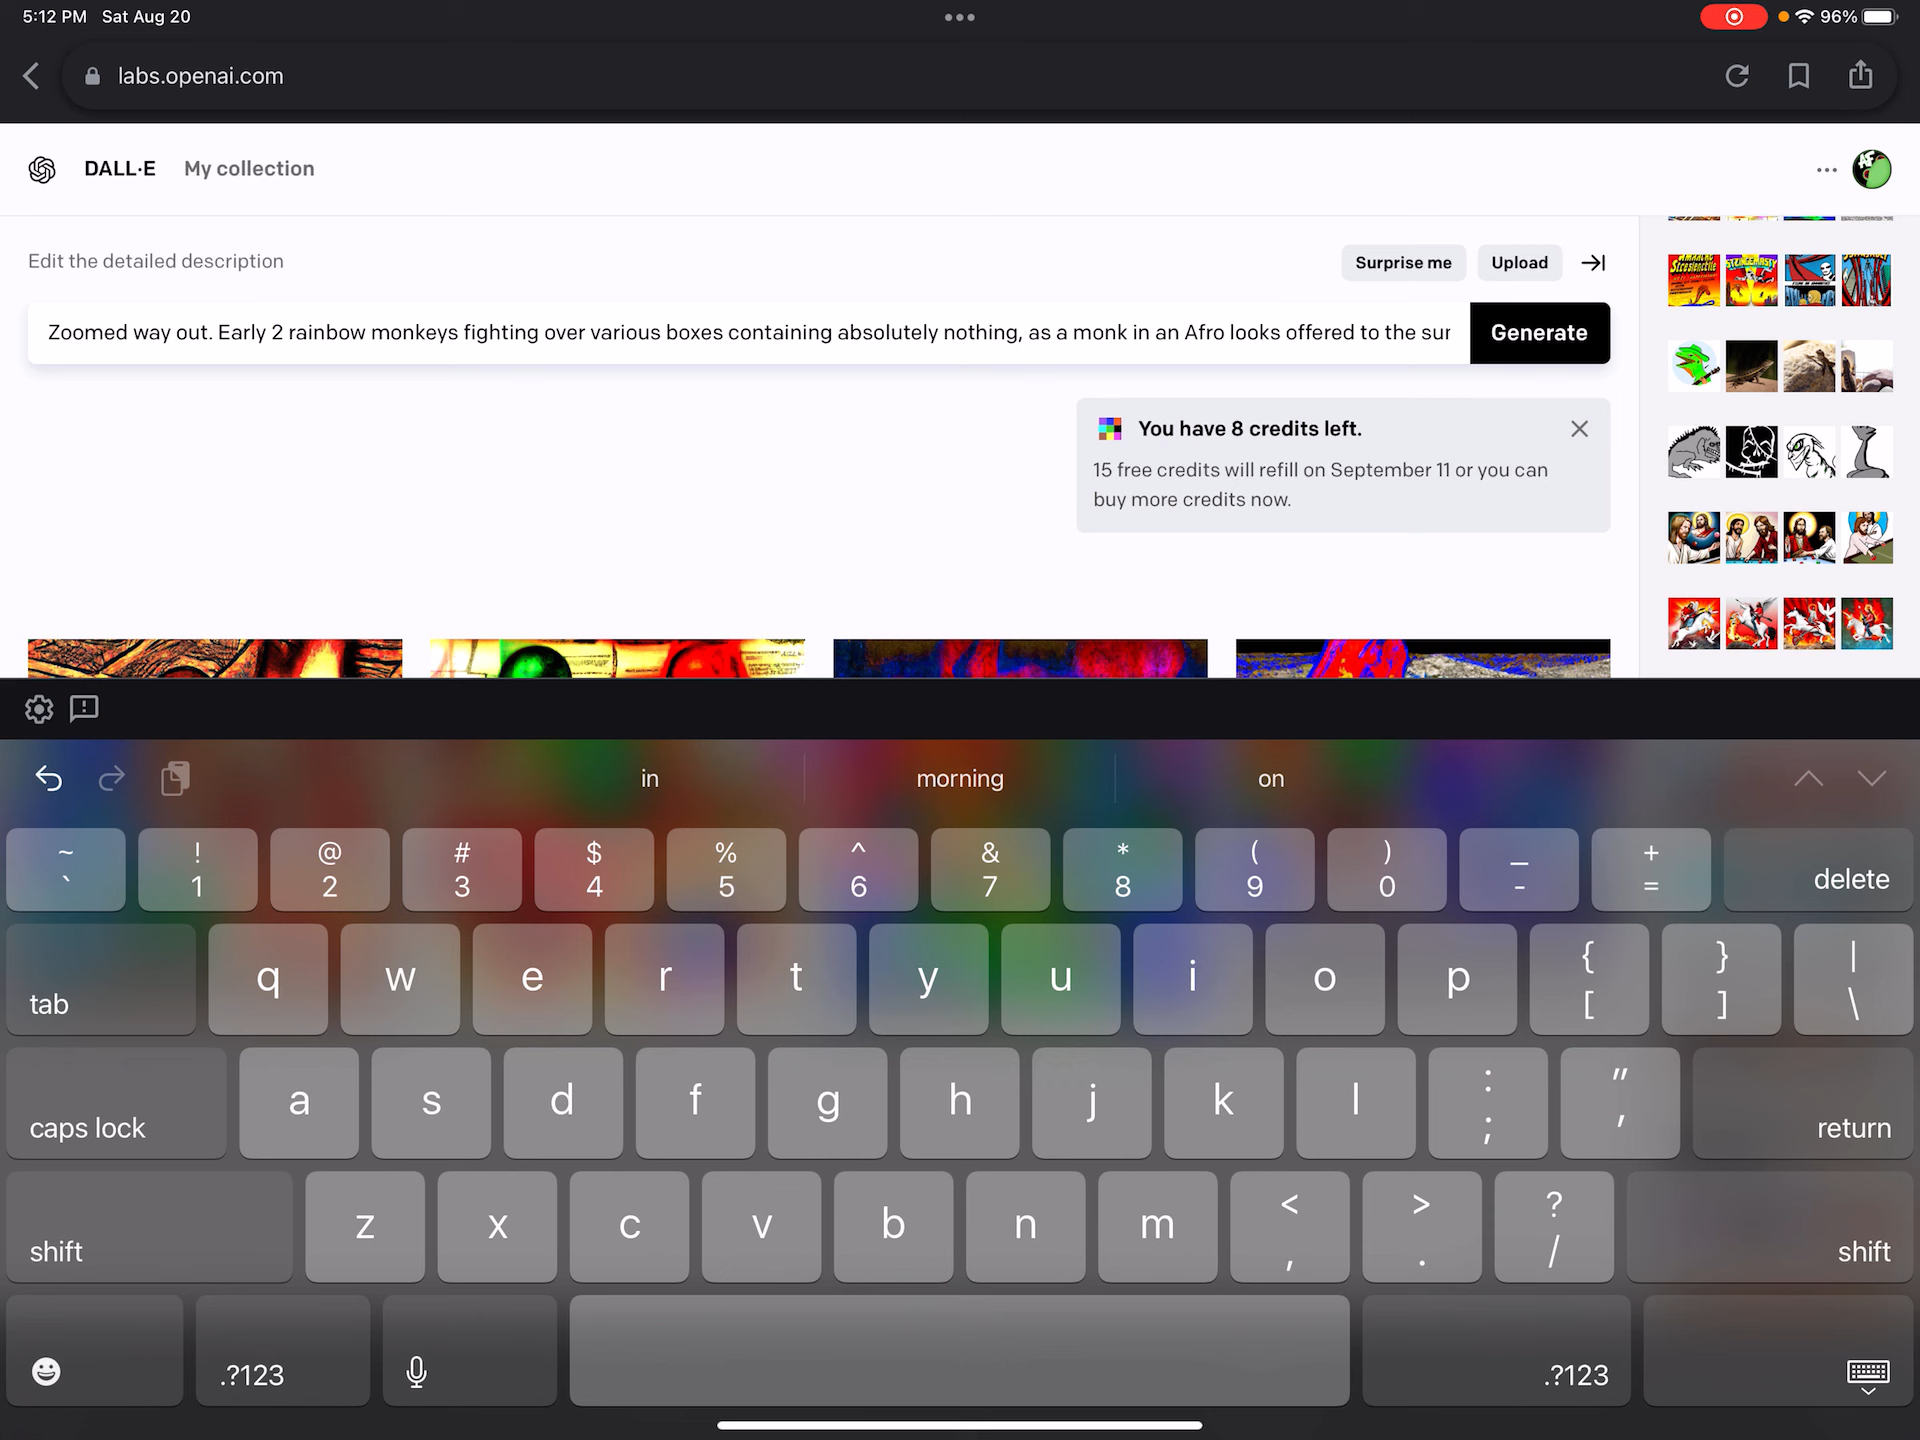 5:12 PM Sat Aug 20
96%
labs.openai.com
DALL·E My collection
Edit the detailed description
Surprise me Upload
Zoomed way out. Early 2 rainbow monkeys fighting over various boxes containing absolutely nothing, as a monk in an Afro looks offered to the sur
Generate
You have 8 credits left.
15 free credits will refill on September 11 or you can
buy more credits now.
in morning on
~ ! @ # $ % ^ & * ( ) _ +
` 1 2 3 4 5 6 7 8 9 0 - = delete
tab q w e r t y u i o p { [ } ] | \
caps lock a s d f g h j k l : ; " ' return
shift z x c v b n m < , > . ? / shift
.?123 .?123